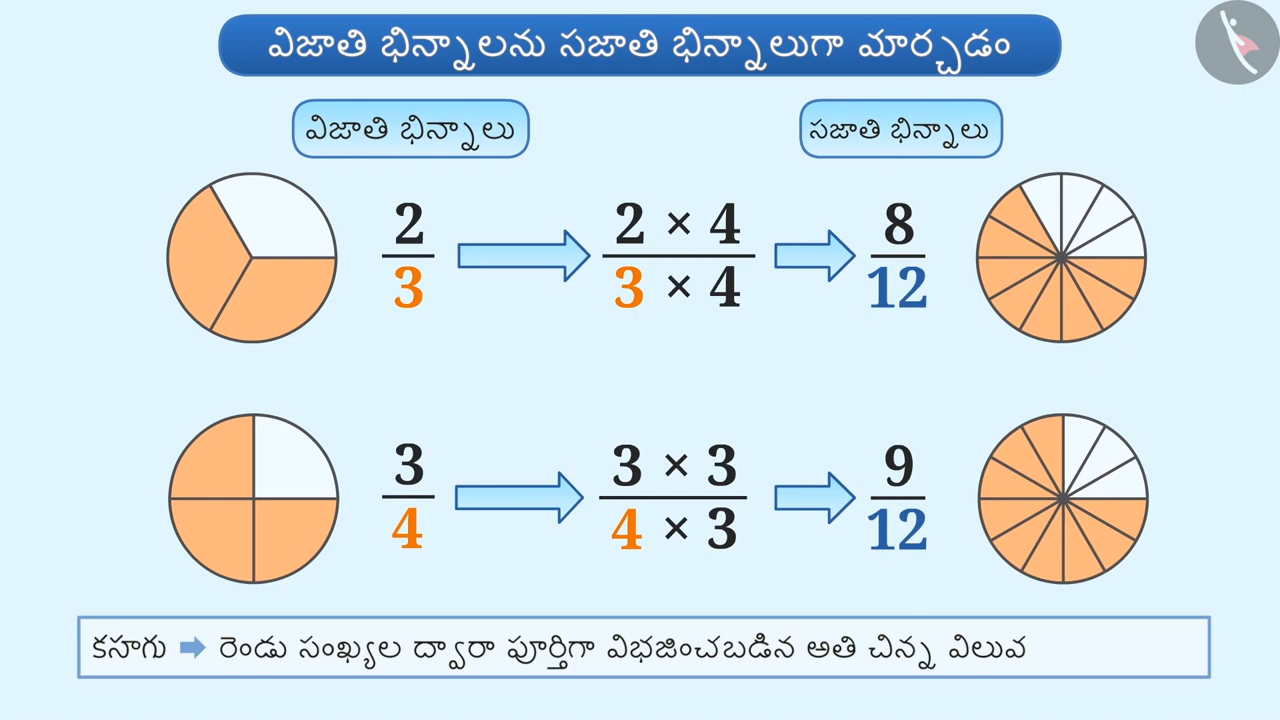 విజాతి భిన్నాలను సజాతి భిన్నాలుగా మార్చడం
విజాతి భిన్నాలు
సజాతి భిన్నాలు
2/3 2 × 4/3 × 4 8/12
3/4 3 × 3/4 × 3 9/12
కసాగు ➡ రెండు సంఖ్యల ద్వారా పూర్తిగా విభజించబడిన అతి చిన్న విలువ